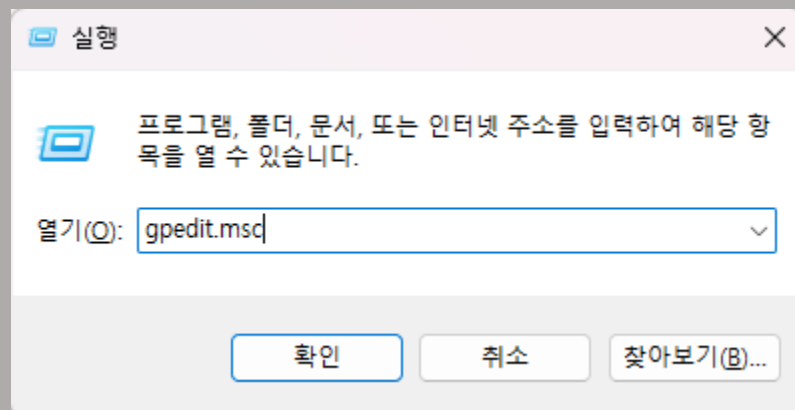 실행
프로그램, 폴더, 문서, 또는 인터넷 주소를 입력하여 해당 항
목을 열 수 있습니다.
열기(O): gpedit.msc
확인 취소 찾아보기(B)...